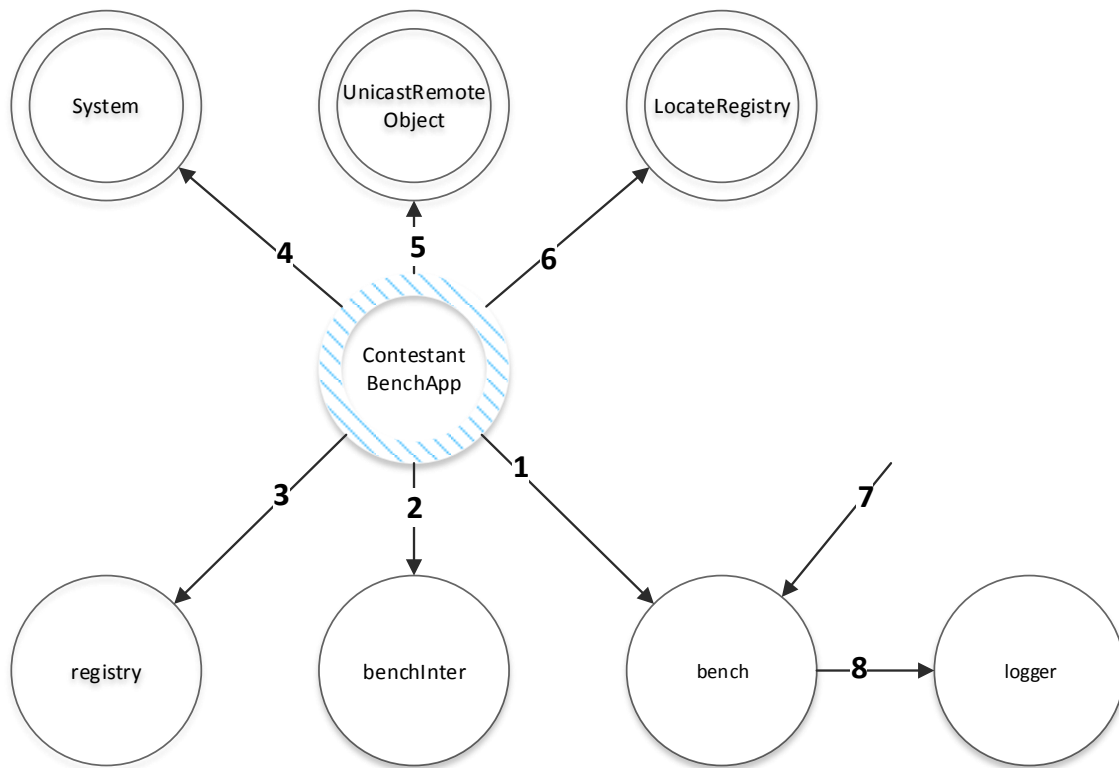 System
UnicastRemote
Object
LocateRegistry
4
5
6
Contestant
BenchApp
3
2
1
7
registry
benchInter
bench
8
logger